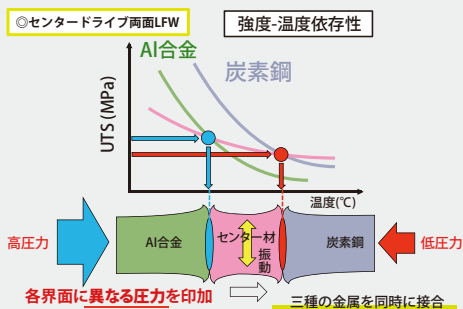 ◎センタードライブ両面LFW
強度-温度依存性
Al合金
炭素鋼
UTS (MPa)
温度(℃)
高圧力
Al合金
センター材
振動
炭素鋼
低圧力
各界面に異なる圧力を印加
三種の金属を同時に接合